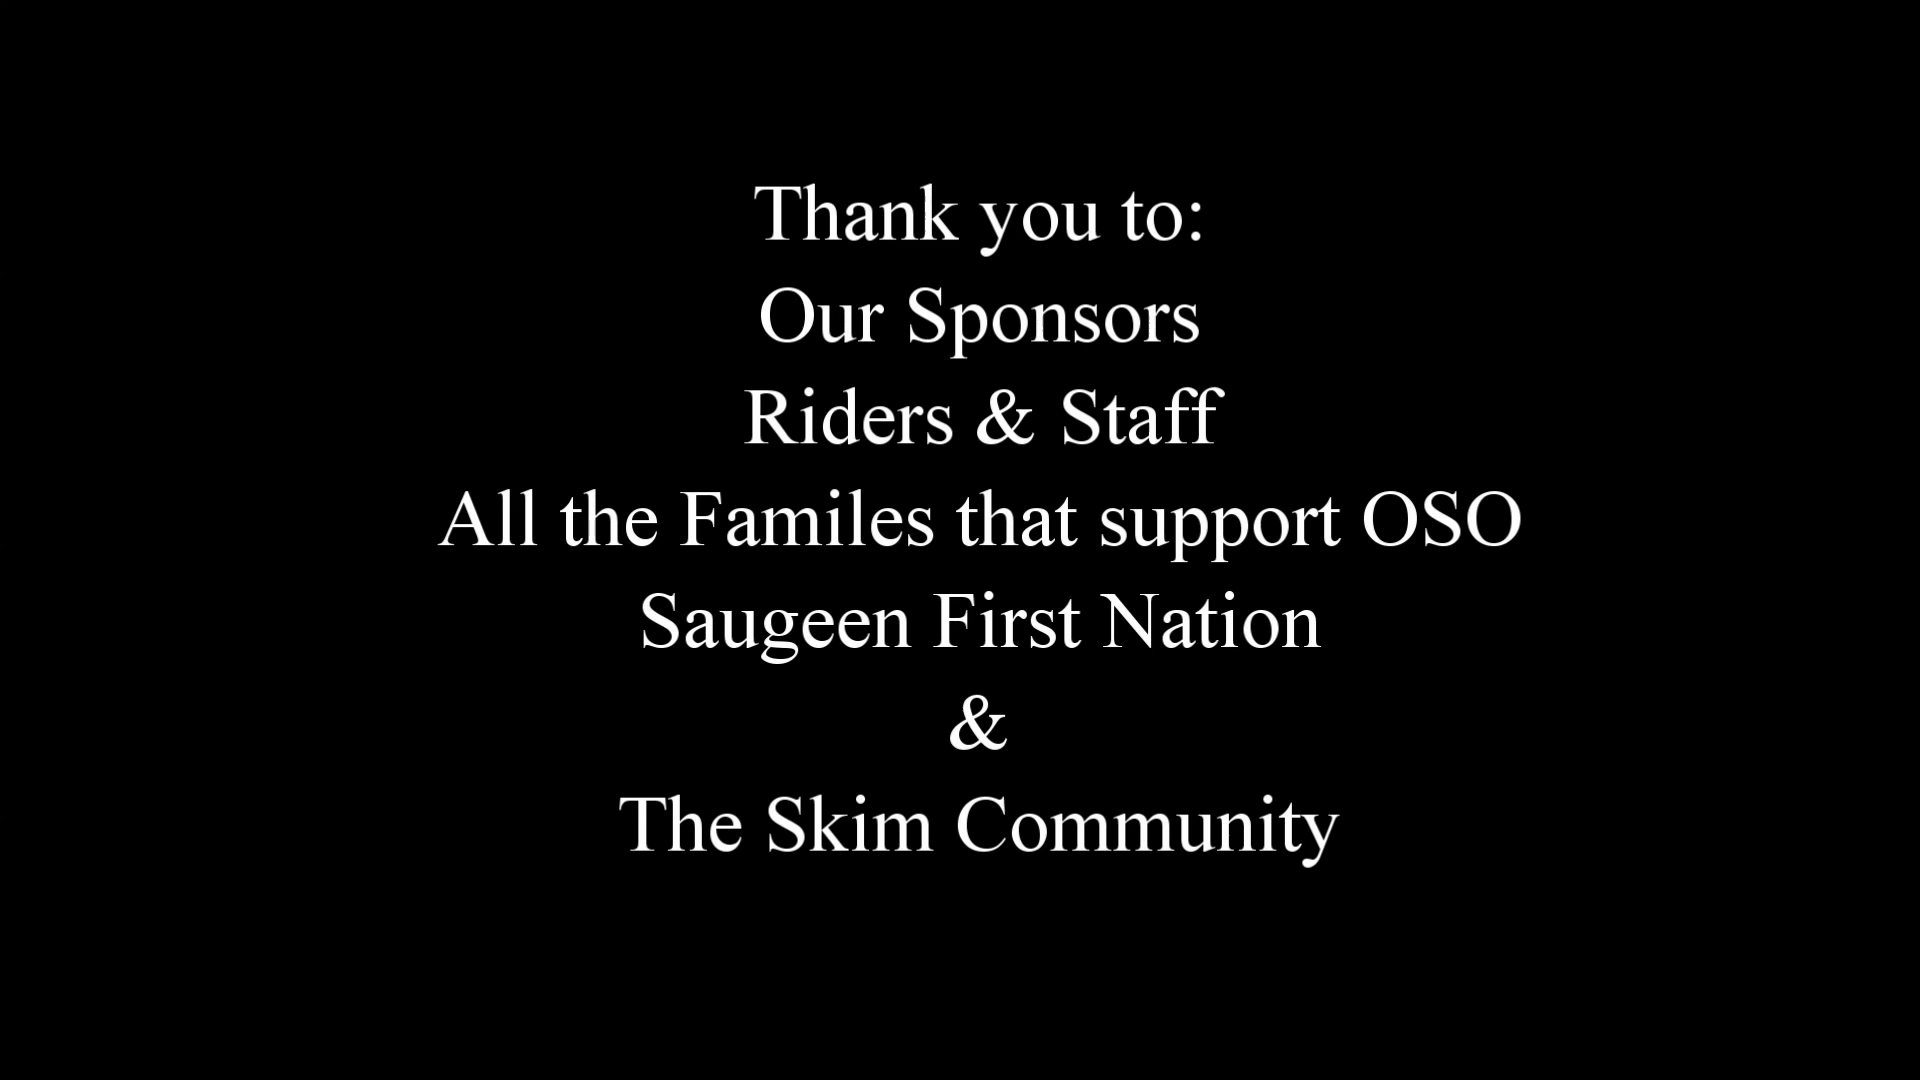 Thank you to:
Our Sponsors
Riders & Staff
All the Familes that support OSO
Saugeen First Nation
&
The Skim Community